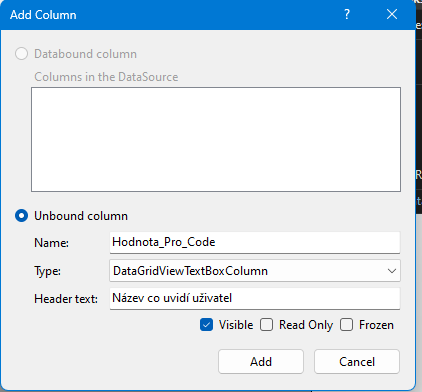 Add Column
?
Databound column
Columns in the DataSource
Unbound column
Name: Hodnota_Pro_Code
Type: DataGridViewTextBoxColumn
Header text: Název co uvidí uživatel
Visible Read Only Frozen
Add Cancel